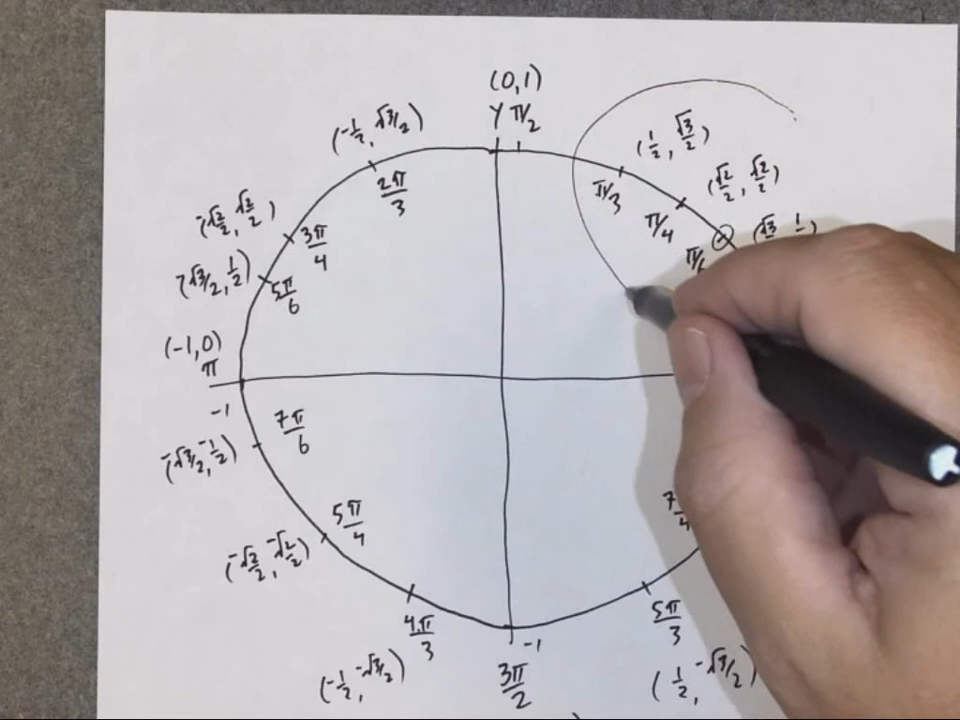 (0,1)
Y π/2
(-1/2, √3/2)
(1/2, √3/2)
2π/3
π/3
(√2/2, √2/2)
(-√2/2, √2/2)
3π/4
π/4
(-√3/2, 1/2)
5π/6
(-1,0)
π
-1
7π/6
(-√3/2, -1/2)
5π/4
(-√2/2, -√2/2)
4π/3
5π/3
-1
(-1/2, -√3/2)
3π/2
(1/2, -√3/2)